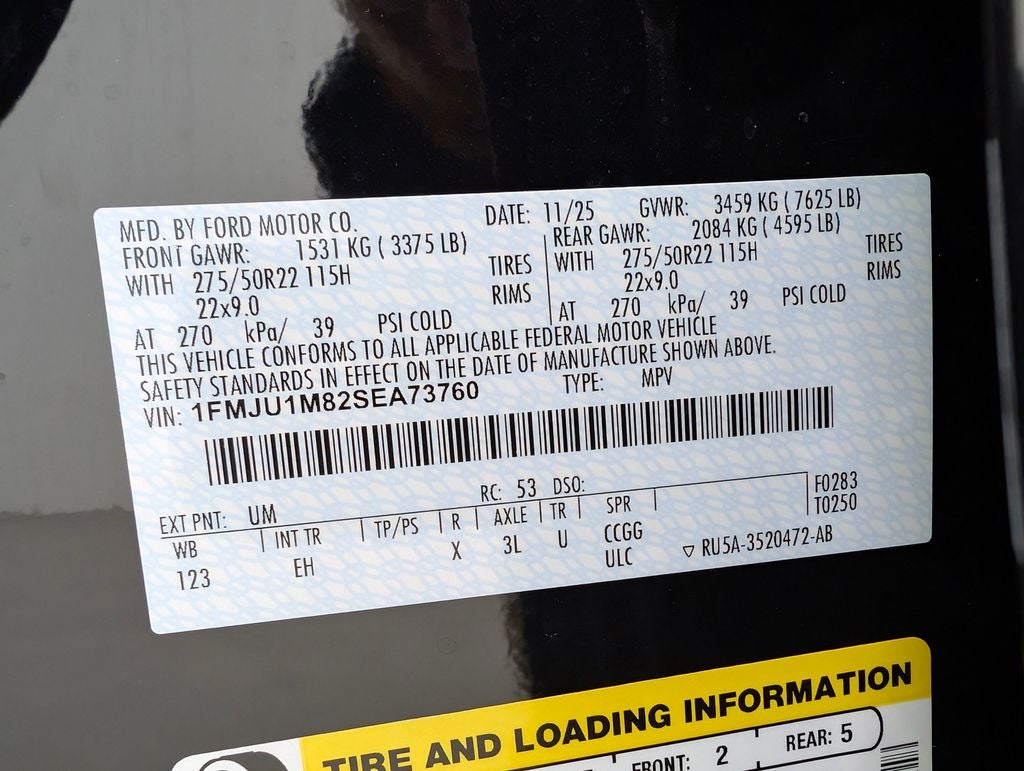 MFD. BY FORD MOTOR CO. DATE: 11/25 GVWR: 3459 KG ( 7625 LB)
FRONT GAWR: 1531 KG ( 3375 LB) REAR GAWR: 2084 KG ( 4595 LB)
WITH 275/50R22 115H TIRES WITH 275/50R22 115H TIRES
22x9.0 RIMS 22x9.0 RIMS
AT 270 kPa/ 39 PSI COLD AT 270 kPa/ 39 PSI COLD
THIS VEHICLE CONFORMS TO ALL APPLICABLE FEDERAL MOTOR VEHICLE
SAFETY STANDARDS IN EFFECT ON THE DATE OF MANUFACTURE SHOWN ABOVE.
VIN: 1FMJU1M82SEA73760 TYPE: MPV
EXT PNT: UM RC: 53 DSO: F0283
WB INT TR TP/PS R AXLE TR SPR T0250
123 EH X 3L U CCGG
ULC ▽ RU5A-3520472-AB
TIRE AND LOADING INFORMATION
FRONT: 2 REAR: 5